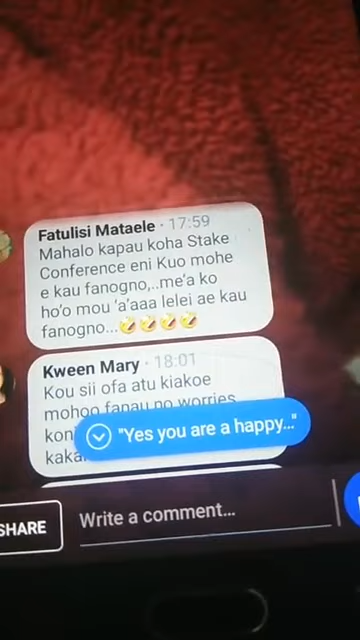 Fatulisi Mataele · 17:59
Mahalo kapau koha Stake
Conference eni Kuo mohe
e kau fanogno,..me'a ko
ho'o mou 'a'aaa lelei ae kau
fanogno...🤣🤣🤣🤣
Kween Mary · 18:01
Kou sii ofa atu kiakoe
mohoo fanau no worries
kon
kaka
"Yes you are a happy..."
SHARE
Write a comment...